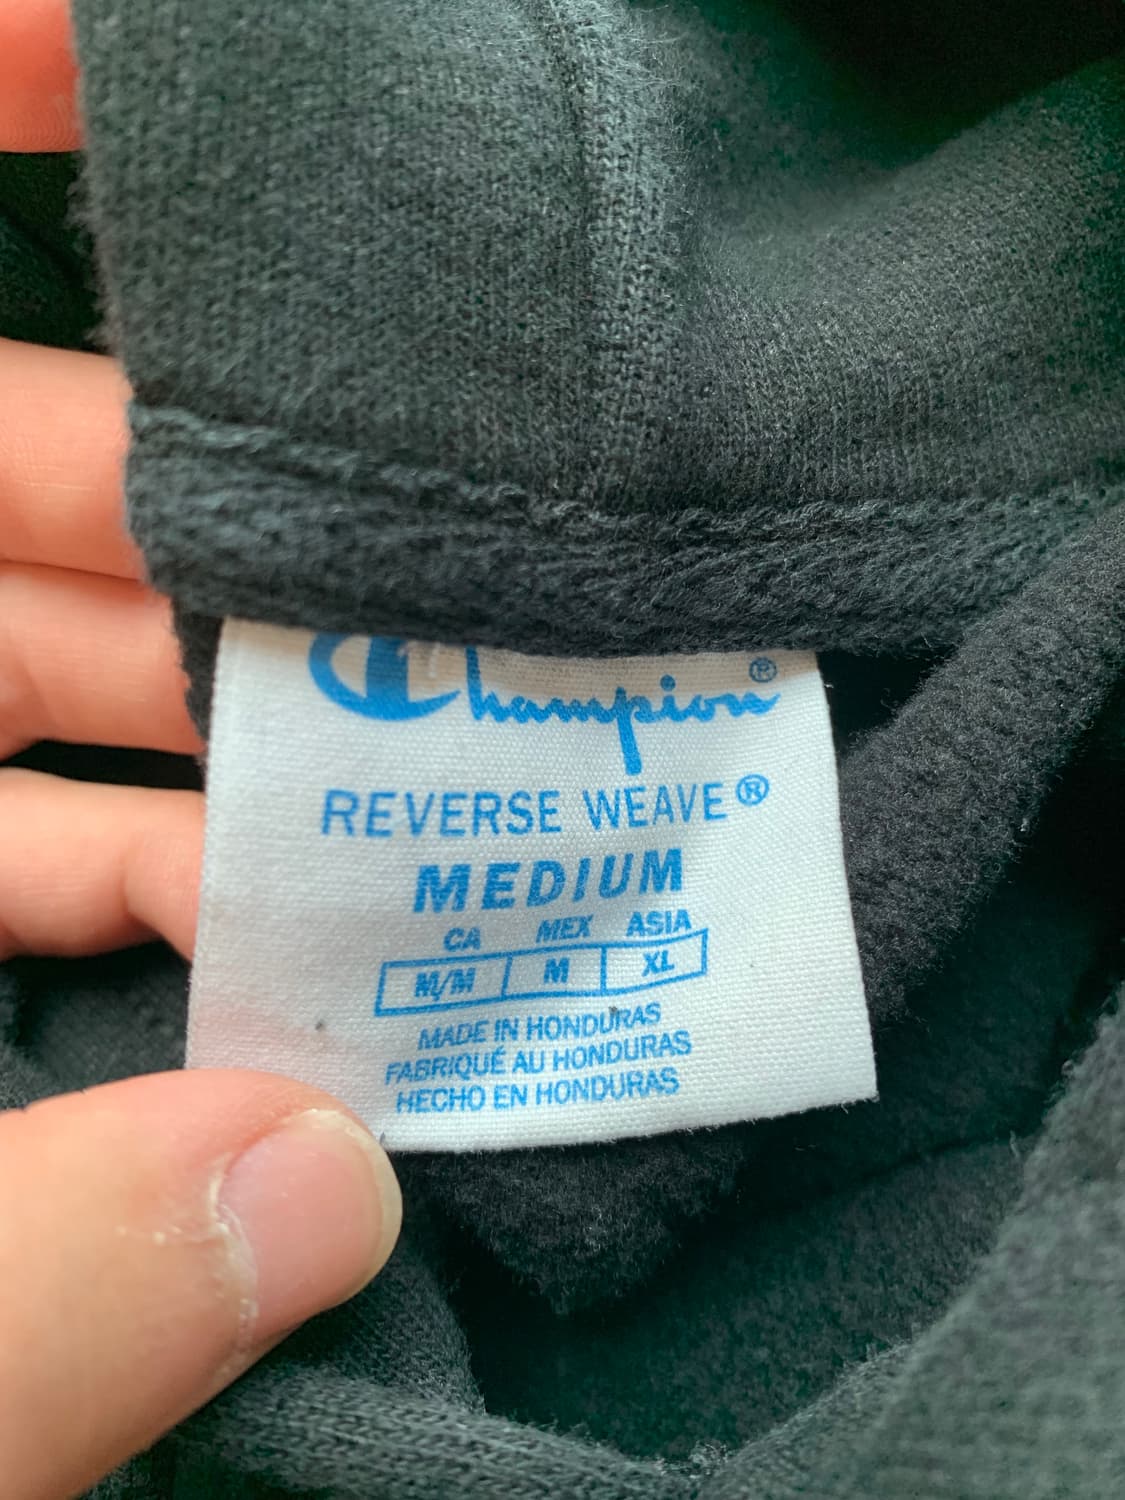 Champion®
REVERSE WEAVE®
MEDIUM
CA MEX ASIA
M/M M XL
MADE IN HONDURAS
FABRIQUÉ AU HONDURAS
HECHO EN HONDURAS